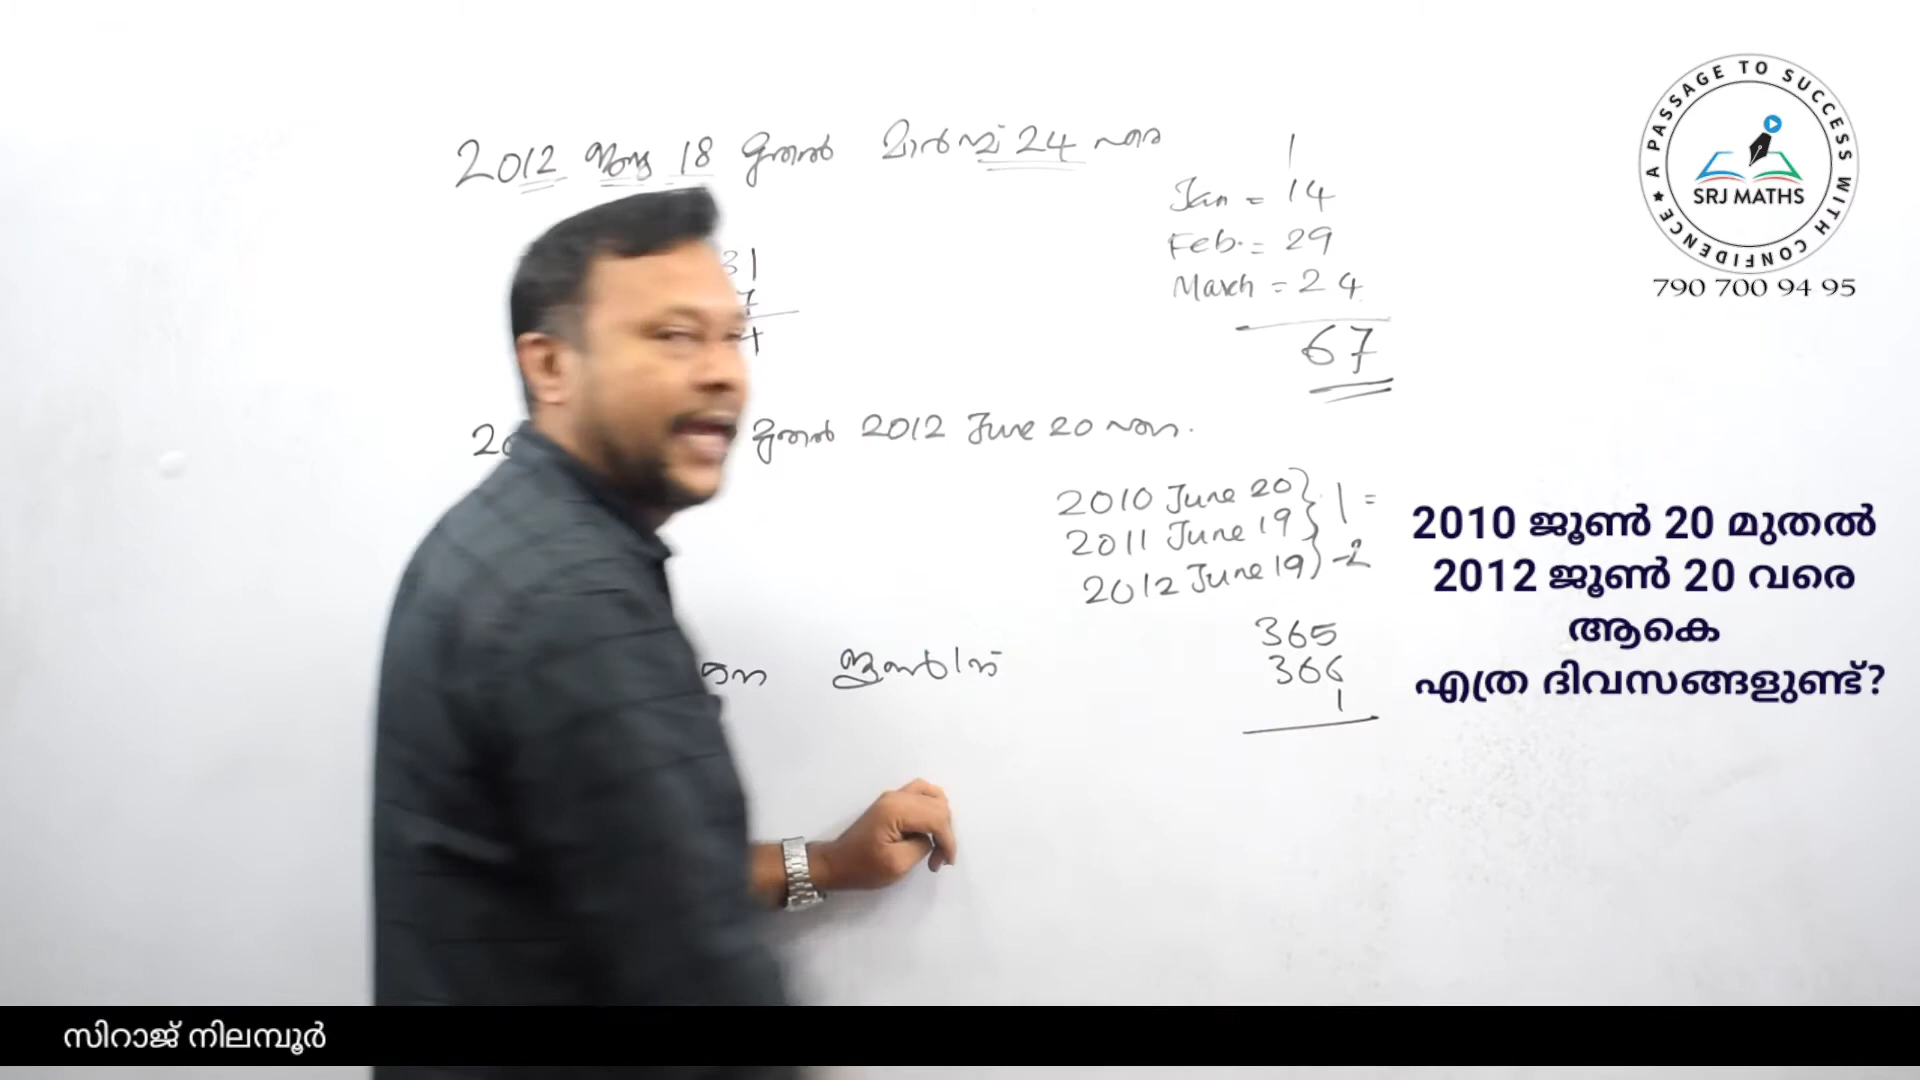 2012 ജനു 18 മുതൽ മാർച്ച് 24 വരെ
1
Jan = 14
Feb. = 29
March = 24
67
31
7
4
മുതൽ 2012 June 20 വരെ.
2010 June 20 } 1 =
2011 June 19
2012 June 19 ) -2
365
366
1
ജൂൺ 1 ന്
A PASSAGE TO SUCCESS WITH CONFIDENCE
SRJ MATHS
790 700 94 95
2010 ജൂൺ 20 മുതൽ
2012 ജൂൺ 20 വരെ
ആകെ
എത്ര ദിവസങ്ങളുണ്ട്?
സിറാജ് നിലമ്പൂർ